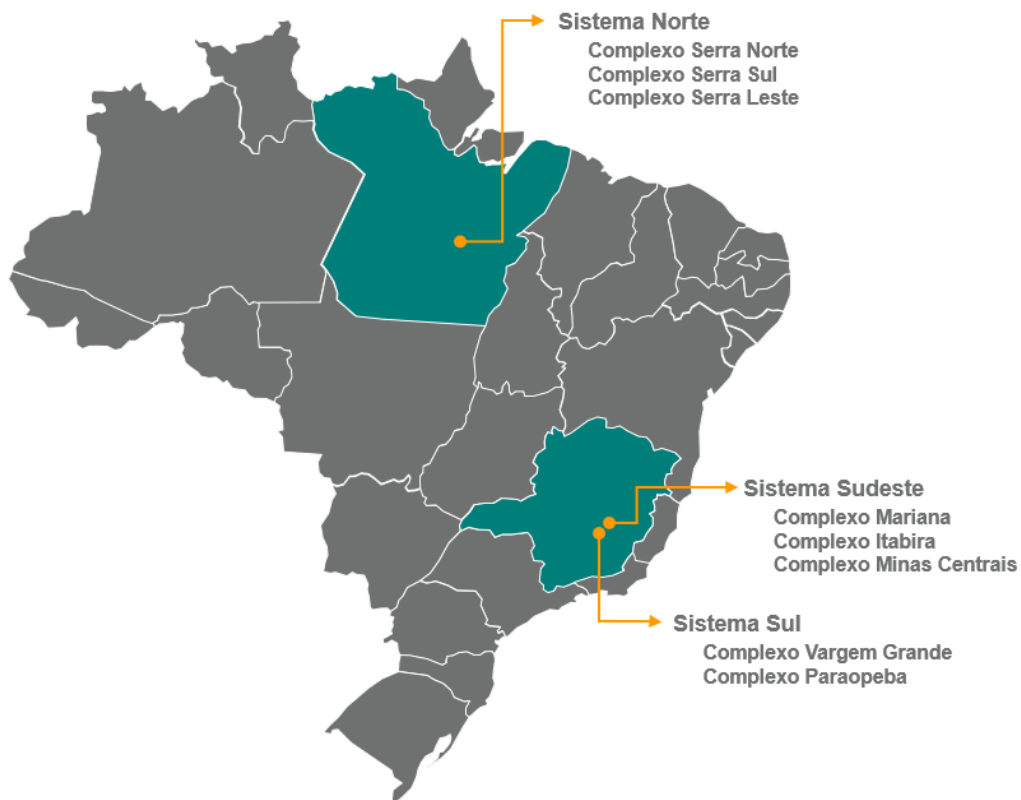 Sistema Norte
Complexo Serra Norte
Complexo Serra Sul
Complexo Serra Leste
Sistema Sudeste
Complexo Mariana
Complexo Itabira
Complexo Minas Centrais
Sistema Sul
Complexo Vargem Grande
Complexo Paraopeba